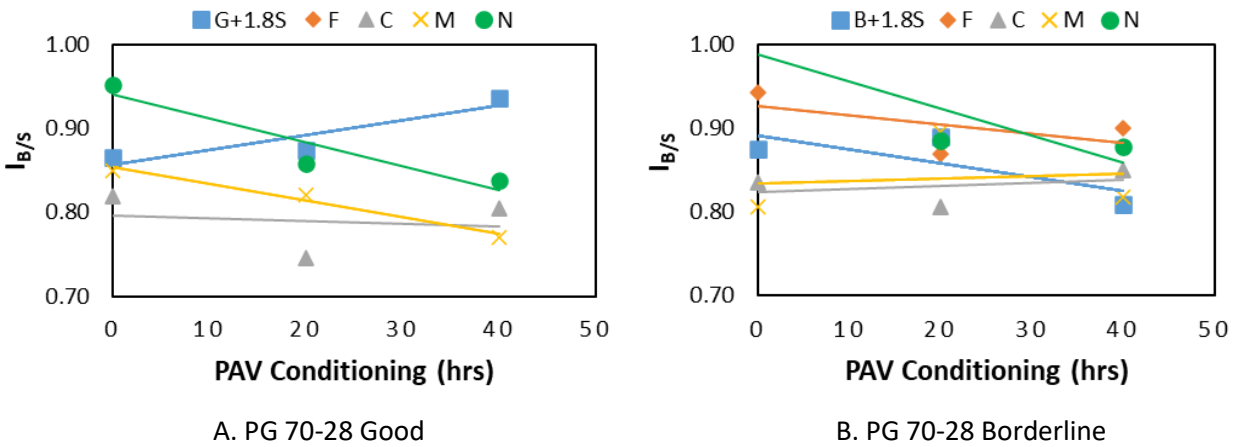 G+1.8S F C M N
1.00
0.90
0.80
0.70
I_B/s
0 10 20 30 40 50
PAV Conditioning (hrs)
A. PG 70-28 Good
B+1.8S F C M N
1.00
0.90
0.80
0.70
I_B/s
0 10 20 30 40 50
PAV Conditioning (hrs)
B. PG 70-28 Borderline